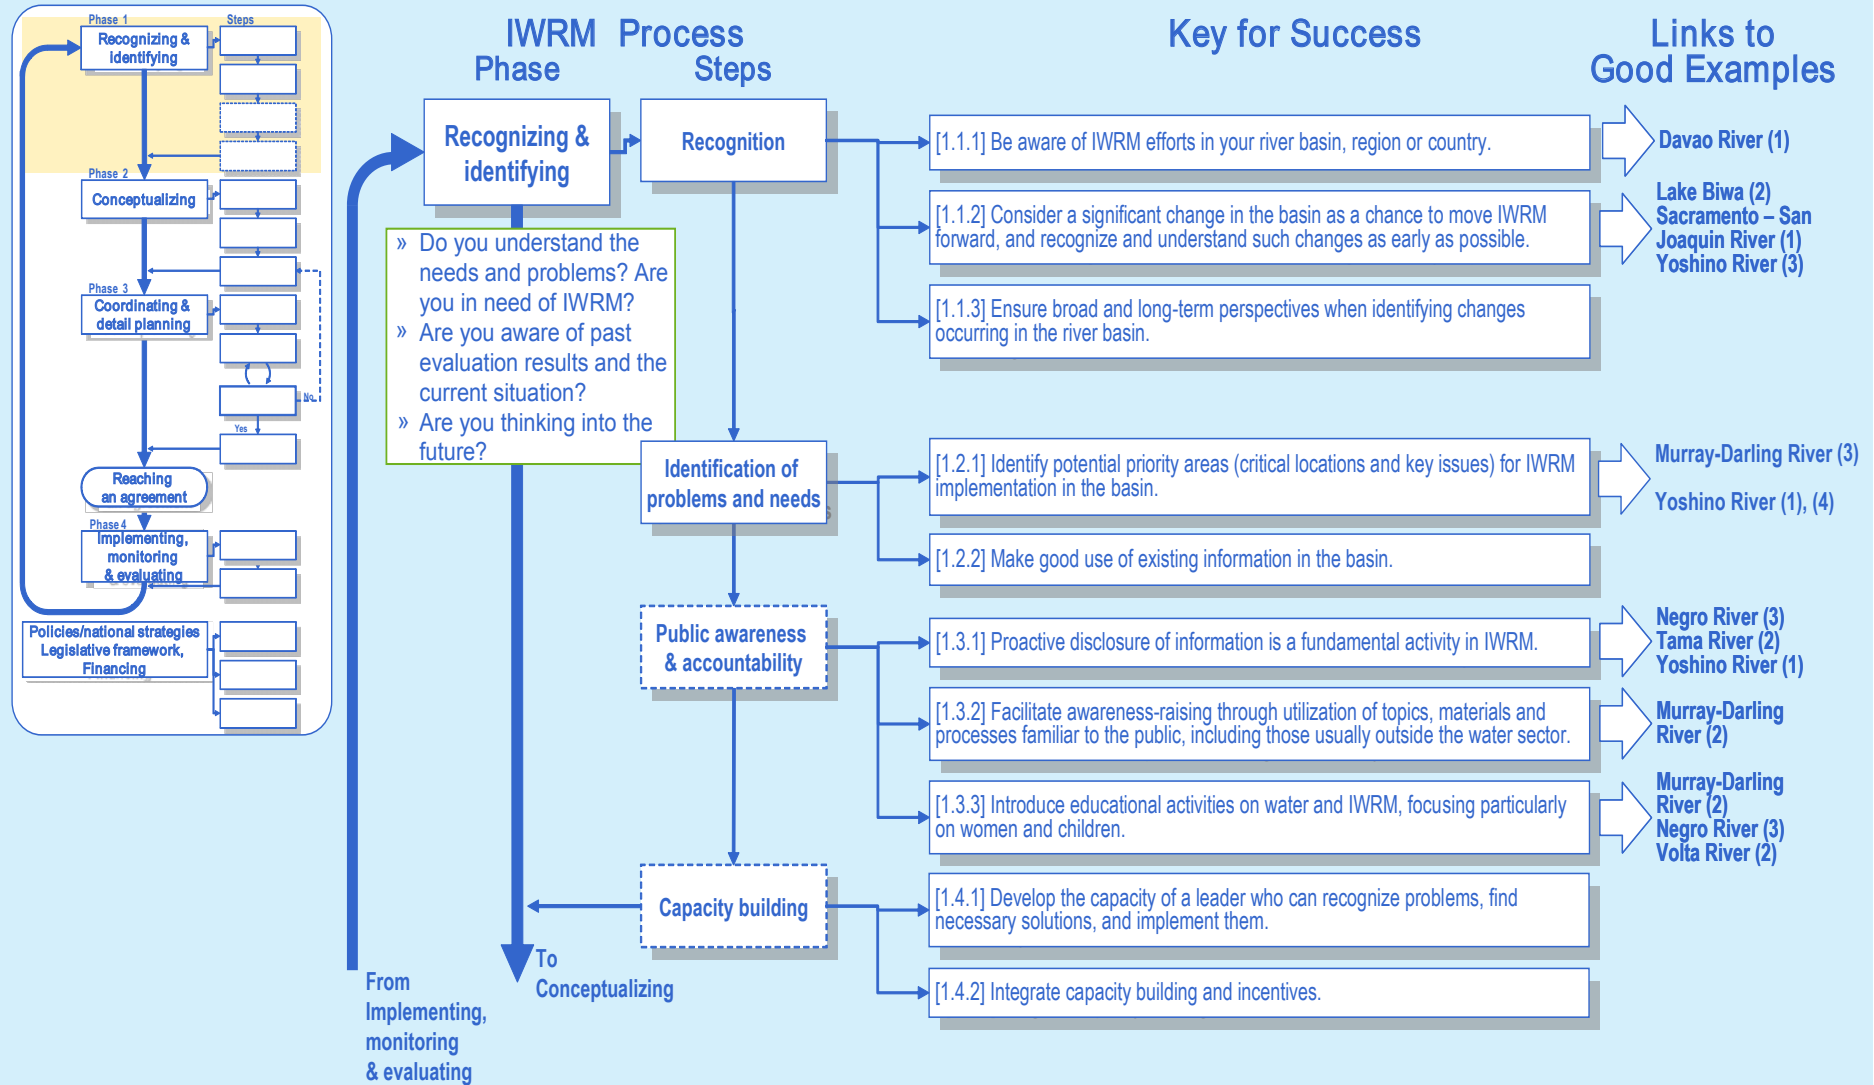 Phase 1
Steps
Recognizing &
identifying
Phase 2
Conceptualizing
Phase 3
Coordinating &
detail planning
No
Yes
Reaching
an agreement
Phase 4
Implementing,
monitoring
& evaluating
Policies/national strategies
Legislative framework,
Financing
IWRM Process
Phase
Steps
Key for Success
Links to
Good Examples
Recognizing &
identifying
» Do you understand the
needs and problems? Are
you in need of IWRM?
» Are you aware of past
evaluation results and the
current situation?
» Are you thinking into the
future?
From
Implementing,
monitoring
& evaluating
To
Conceptualizing
Recognition
[1.1.1] Be aware of IWRM efforts in your river basin, region or country.
Davao River (1)
[1.1.2] Consider a significant change in the basin as a chance to move IWRM
forward, and recognize and understand such changes as early as possible.
Lake Biwa (2)
Sacramento – San
Joaquin River (1)
Yoshino River (3)
[1.1.3] Ensure broad and long-term perspectives when identifying changes
occurring in the river basin.
Identification of
problems and needs
[1.2.1] Identify potential priority areas (critical locations and key issues) for IWRM
implementation in the basin.
Murray-Darling River (3)
Yoshino River (1), (4)
[1.2.2] Make good use of existing information in the basin.
Public awareness
& accountability
[1.3.1] Proactive disclosure of information is a fundamental activity in IWRM.
Negro River (3)
Tama River (2)
Yoshino River (1)
[1.3.2] Facilitate awareness-raising through utilization of topics, materials and
processes familiar to the public, including those usually outside the water sector.
Murray-Darling
River (2)
[1.3.3] Introduce educational activities on water and IWRM, focusing particularly
on women and children.
Murray-Darling
River (2)
Negro River (3)
Volta River (2)
Capacity building
[1.4.1] Develop the capacity of a leader who can recognize problems, find
necessary solutions, and implement them.
[1.4.2] Integrate capacity building and incentives.